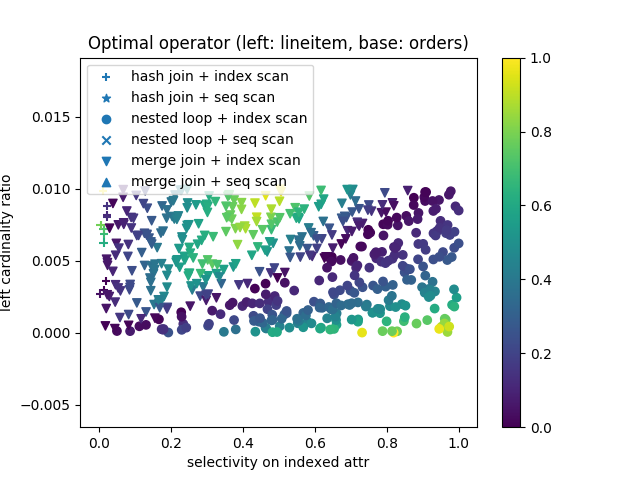 Optimal operator (left: lineitem, base: orders)
hash join + index scan
hash join + seq scan
nested loop + index scan
nested loop + seq scan
merge join + index scan
merge join + seq scan
left cardinality ratio
0.015
0.010
0.005
0.000
−0.005
0.0 0.2 0.4 0.6 0.8 1.0
selectivity on indexed attr
1.0
0.8
0.6
0.4
0.2
0.0